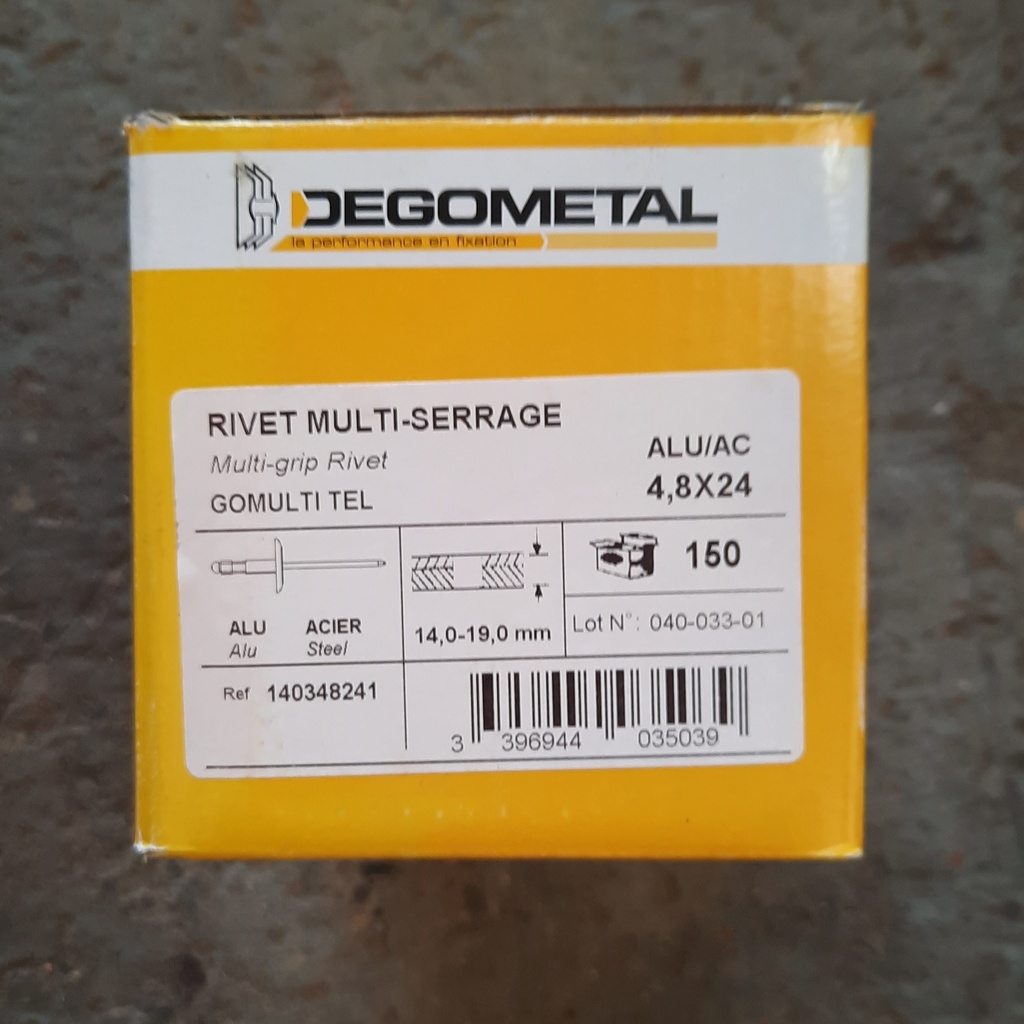 DEGOMETAL
la performance en fixation
RIVET MULTI-SERRAGE
Multi-grip Rivet
GOMULTI TEL
ALU/AC
4,8X24
150
ALU ACIER
Alu Steel
14,0-19,0 mm
Lot N°: 040-033-01
Ref 140348241
3 396944 035039